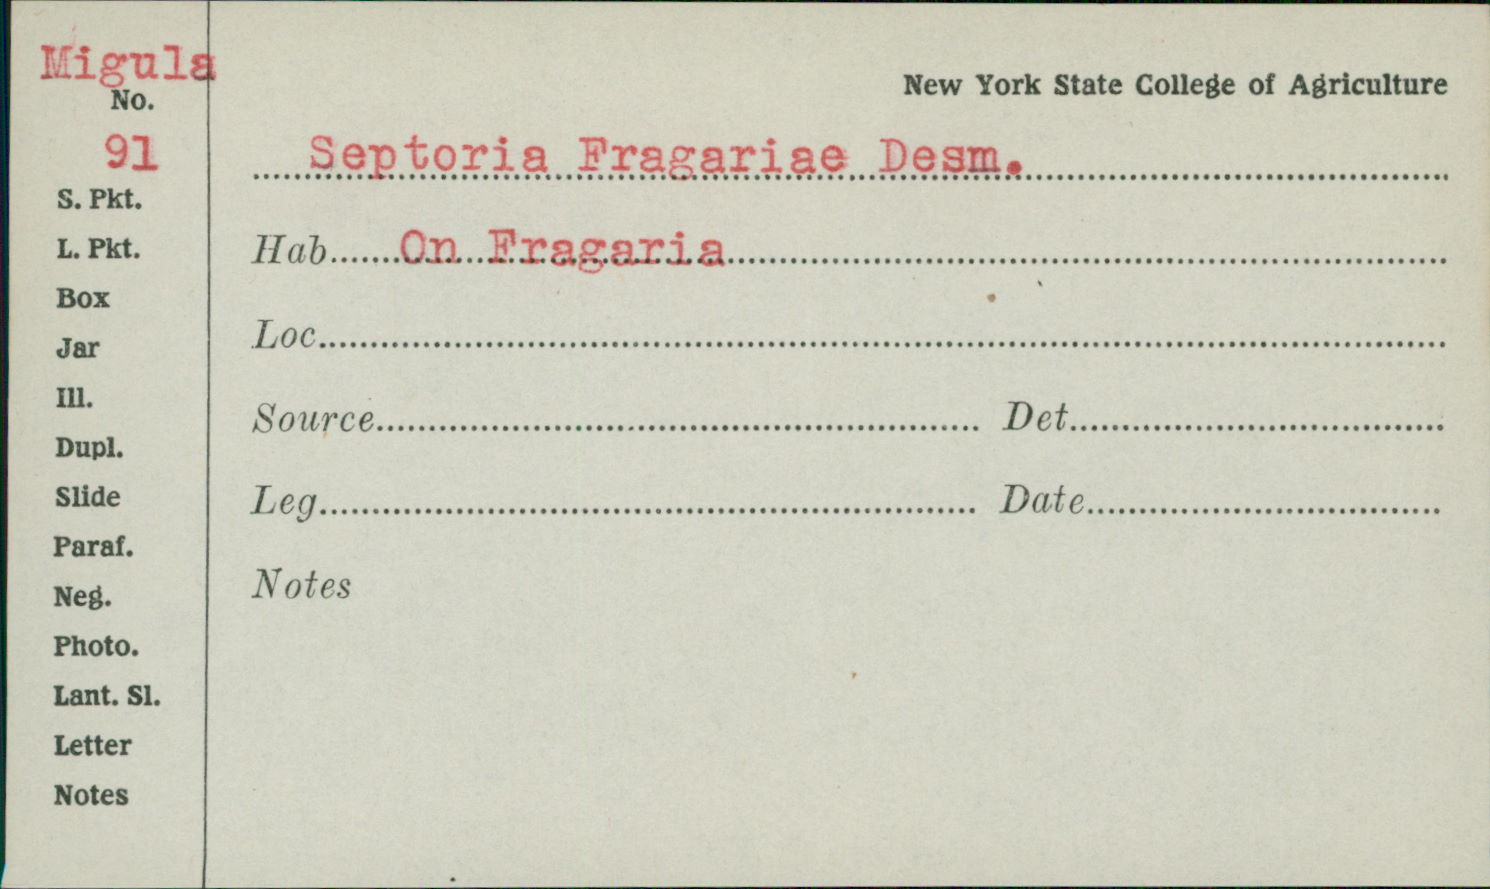 Migula
No.
91
S. Pkt.
L. Pkt.
Box
Jar
Ill.
Dupl.
Slide
Paraf.
Neg.
Photo.
Lant. Sl.
Letter
Notes
New York State College of Agriculture
Septoria Fragariae Desm.
Hab......On Fragaria
Loc.
Source Det.
Leg. Date
Notes